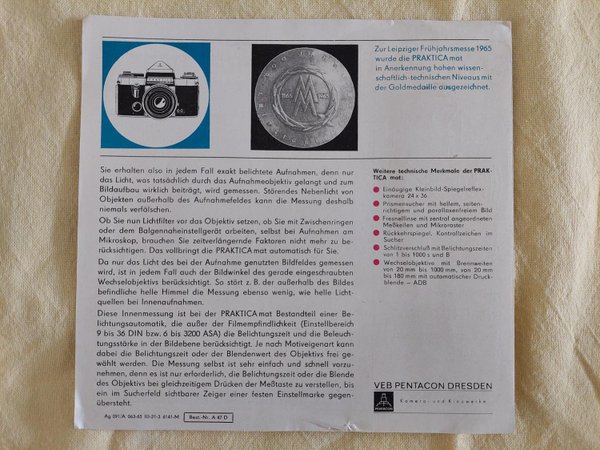 Zur Leipziger Frühjahrsmesse 1965
wurde die PRAKTICA mat
in Anerkennung hohen wissen-
schaftlich-technischen Niveaus mit
der Goldmedaille ausgezeichnet.
1165
Sie erhalten also in jedem Fall exakt belichtete Aufnahmen, denn nur
das Licht, was tatsächlich durch das Aufnahmeobjektiv gelangt und zum
Bildaufbau wirklich beiträgt, wird gemessen. Störendes Nebenlicht von
Objekten außerhalb des Aufnahmefeldes kann die Messung deshalb
niemals verfälschen.
Ob Sie nun Lichtfilter vor das Objektiv setzen, ob Sie mit Zwischenringen
oder dem Balgennaheinstellgerät arbeiten, selbst bei Aufnahmen am
Mikroskop, brauchen Sie zeitverlängernde Faktoren nicht mehr zu be-
rücksichtigen. Das vollbringt die PRAKTICA mat automatisch für Sie.
Da nur das Licht des bei der Aufnahme genutzten Bildfeldes gemessen
wird, ist in jedem Fall auch der Bildwinkel des gerade eingeschraubten
Wechselobjektivs berücksichtigt. So stört z. B. der außerhalb des Bildes
befindliche helle Himmel die Messung ebenso wenig, wie helle Licht-
quellen bei Innenaufnahmen.
Diese Innenmessung ist bei der PRAKTICA mat Bestandteil einer Be-
lichtungsautomatik, die außer der Filmempfindlichkeit (Einstellbereich
9 bis 36 DIN bzw. 6 bis 3200 ASA) die Belichtungszeit und die Beleuch-
tungsstärke in der Bildebene berücksichtigt. Je nach Motiveigenart kann
dabei die Belichtungszeit oder der Blendenwert des Objektivs frei ge-
wählt werden. Die Messung selbst ist sehr einfach und schnell vorzu-
nehmen, denn es ist nur erforderlich, die Belichtungszeit oder die Blende
des Objektivs bei gleichzeitigem Drücken der Meßtaste zu verstellen, bis
ein im Sucherfeld sichtbarer Zeiger einer festen Einstellmarke gegen-
übersteht.
Ag 091/A 063-65 III-21-3 6141-M Best.-Nr. A 47 D
Weitere technische Merkmale der PRAK-
TICA mat:
Einäugige Kleinbild-Spiegelreflex-
kamera 24 x 36
Prismensucher mit hellem, seiten-
richtigem und parallaxenfreien Bild
Fresnellinse mit zentral angeordneten
Meßkeilen und Mikroraster
Rückkehrspiegel, Kontrollzeichen im
Sucher
Schlitzverschluß mit Belichtungszeiten
von 1 bis 1000 s und B
Wechselobjektive mit Brennweiten
von 20 mm bis 1000 mm, von 20 mm
bis 180 mm mit automatischer Druck-
blende – ADB
VEB PENTACON DRESDEN
PENTACON
Kamera- und Kinowerke